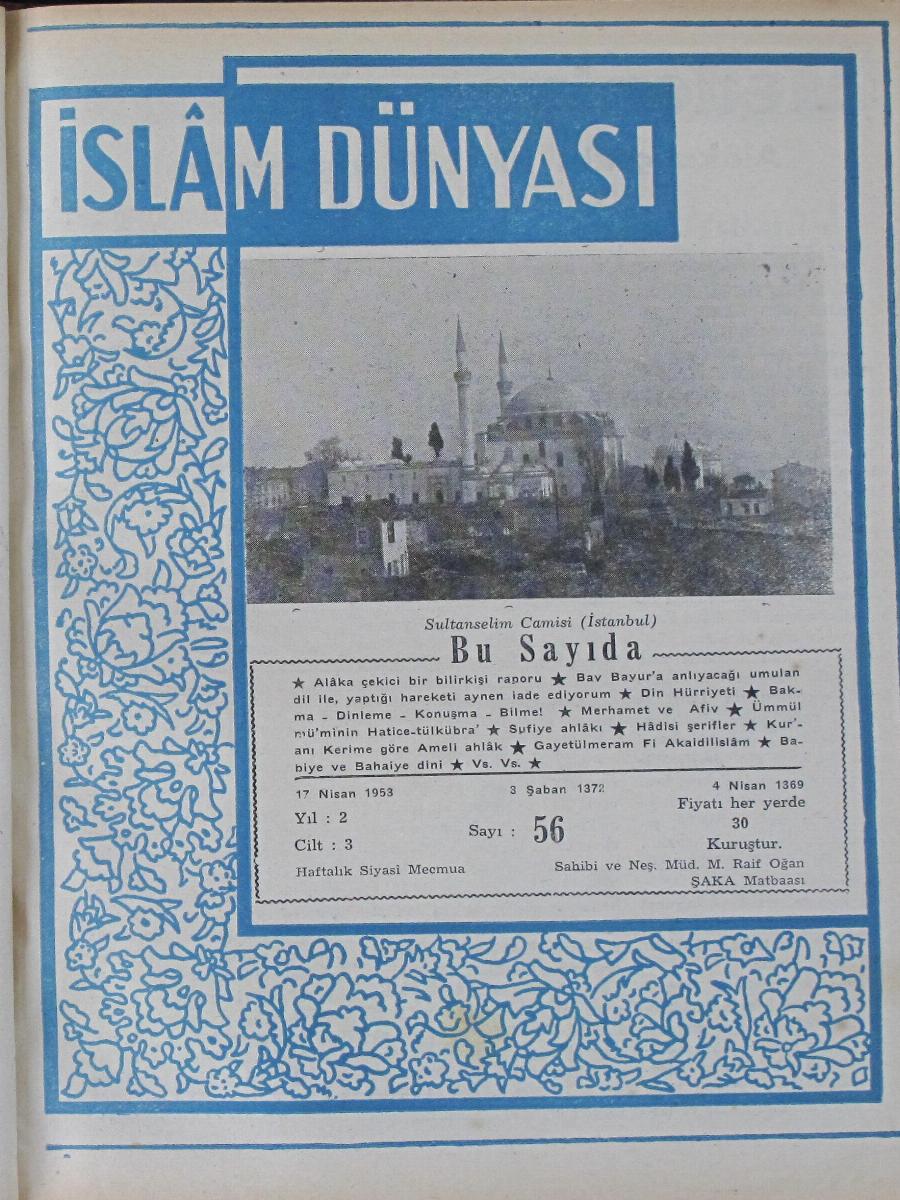 İSLÂM DÜNYASI
Sultanselim Camisi (İstanbul)
Bu Sayıda
★ Alâka çekici bir bilirkişi raporu ★ Bav Bayur'a anlıyacağı umulan
dil ile, yaptığı hareketi aynen iade ediyorum ★ Din Hürriyeti ★ Bak-
ma - Dinleme - Konuşma - Bilme! ★ Merhamet ve Afiv ★ Ümmül
mü'minin Hatice-tülkübra' ★ Sufiye ahlâkı ★ Hâdisi şerifler ★ Kur'-
anı Kerime göre Ameli ahlâk ★ Gayetülmeram Fi Akaidilislâm ★ Ba-
biye ve Bahaiye dini ★ Vs. Vs. ★
17 Nisan 1953 3 Şaban 1372 4 Nisan 1369
Yıl : 2 Fiyatı her yerde
Sayı : 56 30
Cilt : 3 Kuruştur.
Haftalık Siyasî Mecmua Sahibi ve Neş. Müd. M. Raif Oğan
ŞAKA Matbaası